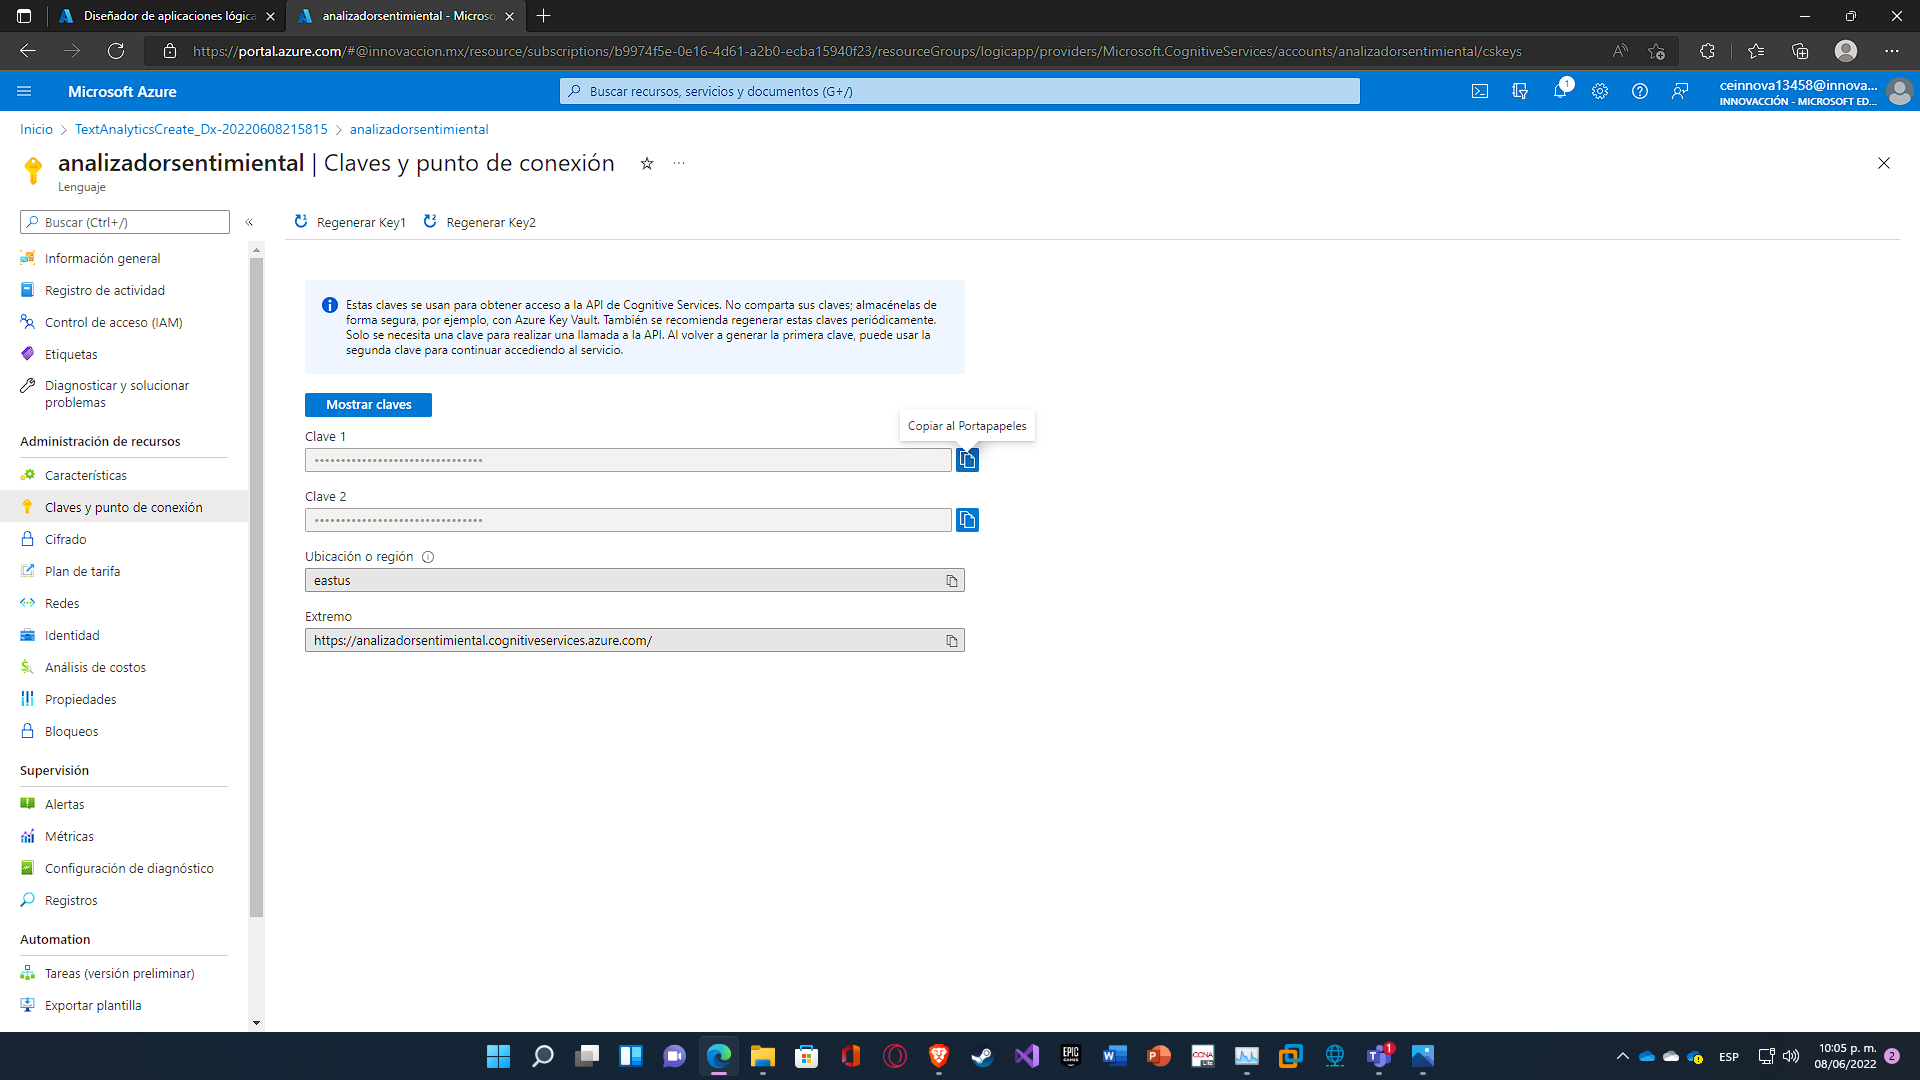 Diseñador de aplicaciones lógica
analizadorsentimiental - Microso
https://portal.azure.com/#@innovaccion.mx/resource/subscriptions/b9974f5e-0e16-4d61-a2b0-ecba15940f23/resourceGroups/logicapp/providers/Microsoft.CognitiveServices/accounts/analizadorsentimiental/cskeys
Microsoft Azure
Buscar recursos, servicios y documentos (G+/)
1
ceinnova13458@innova...
INNOVACCIÓN - MICROSOFT ED...
Inicio > TextAnalyticsCreate_Dx-20220608215815 > analizadorsentimiental
analizadorsentimiental | Claves y punto de conexión
Lenguaje
Buscar (Ctrl+/)
Regenerar Key1
Regenerar Key2
Información general
Registro de actividad
Control de acceso (IAM)
Etiquetas
Diagnosticar y solucionar
problemas
Administración de recursos
Características
Claves y punto de conexión
Cifrado
Plan de tarifa
Redes
Identidad
Análisis de costos
Propiedades
Bloqueos
Supervisión
Alertas
Métricas
Configuración de diagnóstico
Registros
Automation
Tareas (versión preliminar)
Exportar plantilla
Estas claves se usan para obtener acceso a la API de Cognitive Services. No comparta sus claves; almacénelas de
forma segura, por ejemplo, con Azure Key Vault. También se recomienda regenerar estas claves periódicamente.
Solo se necesita una clave para realizar una llamada a la API. Al volver a generar la primera clave, puede usar la
segunda clave para continuar accediendo al servicio.
Mostrar claves
Copiar al Portapapeles
Clave 1
Clave 2
Ubicación o región
eastus
Extremo
https://analizadorsentimiental.cognitiveservices.azure.com/
EPIC
GAMES
CCNA
1
ESP
10:05 p. m.
08/06/2022
2